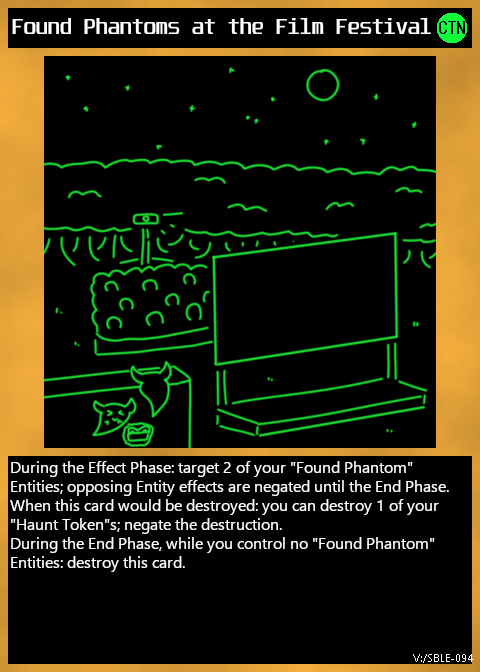 Found Phantoms at the Film Festival CTN
During the Effect Phase: target 2 of your "Found Phantom"
Entities; opposing Entity effects are negated until the End Phase.
When this card would be destroyed: you can destroy 1 of your
"Haunt Token"s; negate the destruction.
During the End Phase, while you control no "Found Phantom"
Entities: destroy this card.
V:/SBLE-094